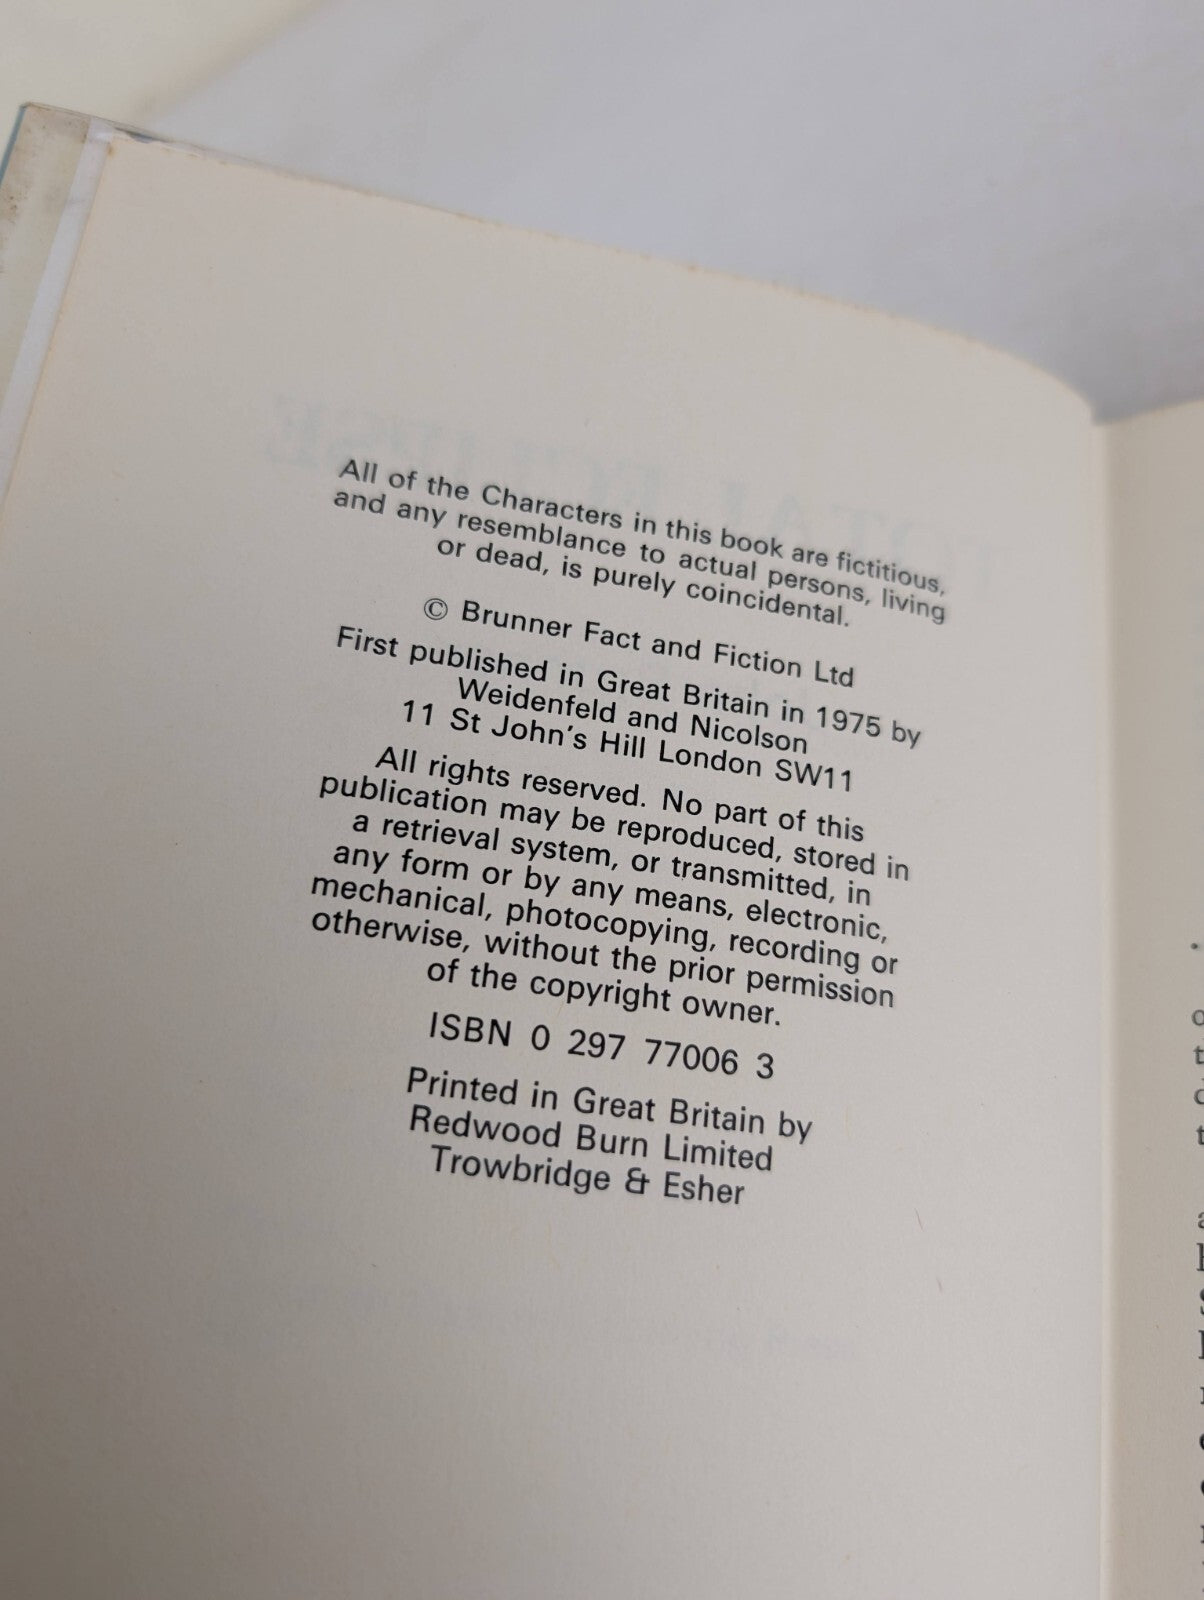 All of the Characters in this book are fictitious,
and any resemblance to actual persons, living
or dead, is purely coincidental.
© Brunner Fact and Fiction Ltd
First published in Great Britain in 1975 by
Weidenfeld and Nicolson
11 St John's Hill London SW11
All rights reserved. No part of this
publication may be reproduced, stored in
a retrieval system, or transmitted, in
any form or by any means, electronic,
mechanical, photocopying, recording or
otherwise, without the prior permission
of the copyright owner.
ISBN 0 297 77006 3
Printed in Great Britain by
Redwood Burn Limited
Trowbridge & Esher